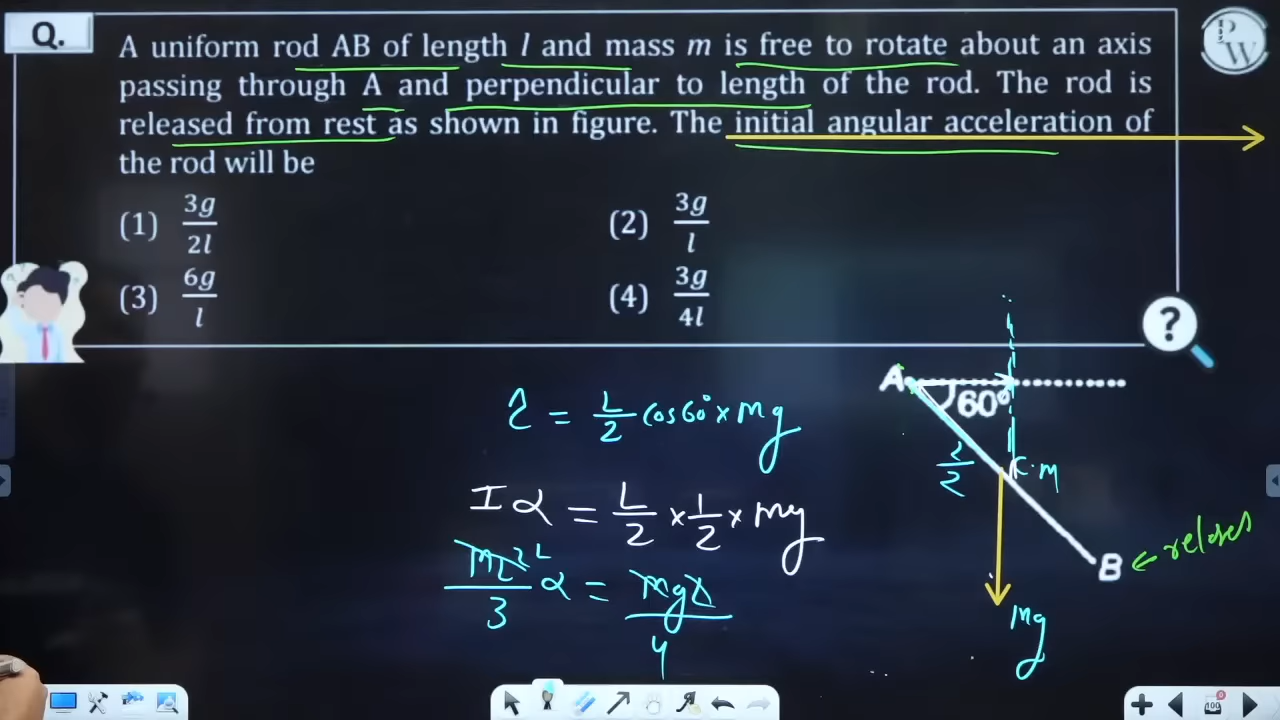 Q.
A uniform rod AB of length l and mass m is free to rotate about an axis
passing through A and perpendicular to length of the rod. The rod is
released from rest as shown in figure. The initial angular acceleration of
the rod will be
(1) 3g/2l
(2) 3g/l
(3) 6g/l
(4) 3g/4l
PW
?
τ = L/2 cos60° × mg
Iα = L/2 × 1/2 × mg
mL²/3 α = mgL/4
L
A
60°
L/2
C.M
B
mg